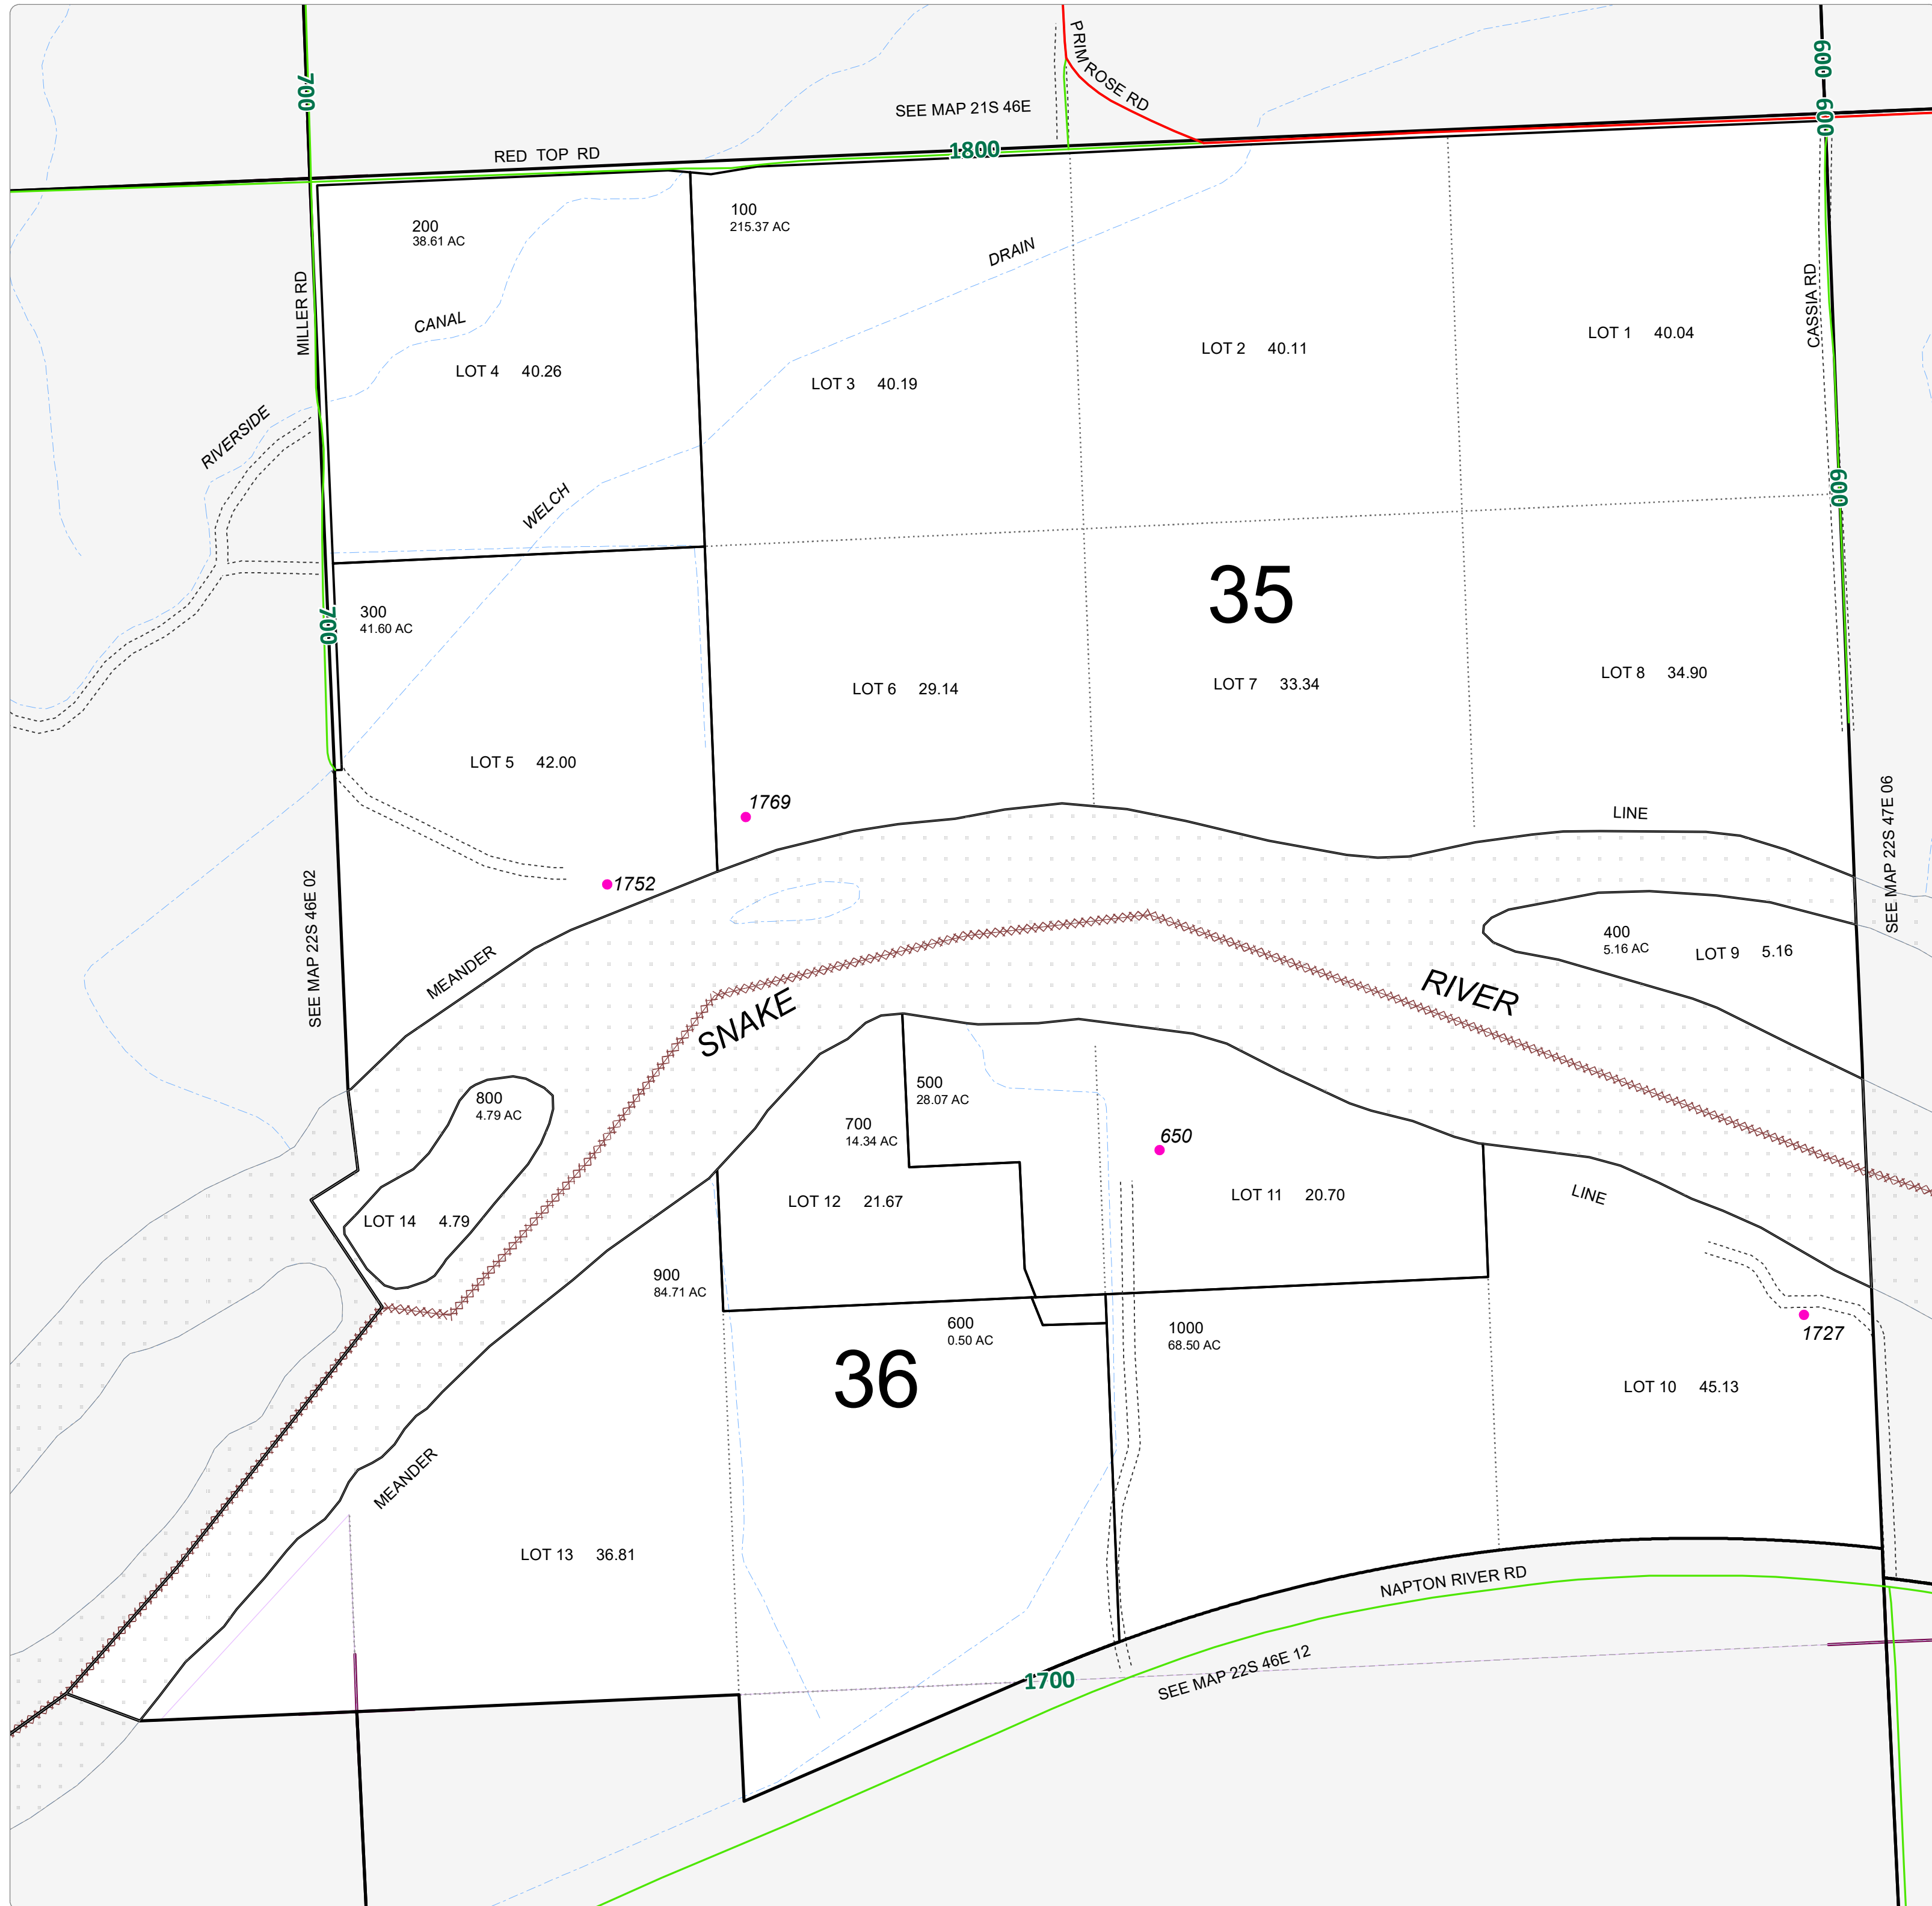 700
PRIMROSE RD
600
SEE MAP 21S 46E
600
RED TOP RD
1800
200
38.61 AC
100
215.37 AC
DRAIN
MILLER RD
CASSIA RD
CANAL
LOT 4 40.26
LOT 3 40.19
LOT 2 40.11
LOT 1 40.04
RIVERSIDE
WELCH
600
35
300
41.60 AC
700
LOT 6 29.14
LOT 7 33.34
LOT 8 34.90
LOT 5 42.00
1769
LINE
SEE MAP 22S 47E 06
1752
SEE MAP 22S 46E 02
MEANDER
400
5.16 AC
LOT 9 5.16
SNAKE
RIVER
800
4.79 AC
500
28.07 AC
700
14.34 AC
650
LOT 14 4.79
LOT 12 21.67
LOT 11 20.70
LINE
900
84.71 AC
600
0.50 AC
1000
68.50 AC
1727
36
LOT 10 45.13
MEANDER
LOT 13 36.81
NAPTON RIVER RD
1700
SEE MAP 22S 46E 12